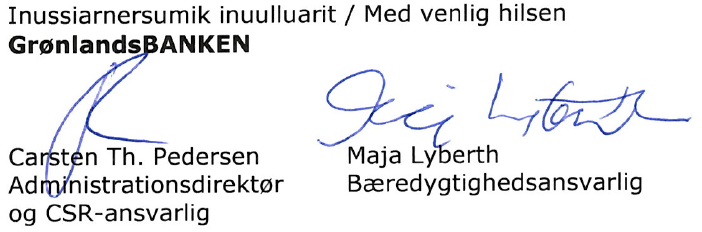 Inussiarnersumik inuulluarit / Med venlig hilsen
GrønlandsBANKEN
Carsten Th. Pedersen
Administrationsdirektør
og CSR-ansvarlig
Maja Lyberth
Bæredygtighedsansvarlig